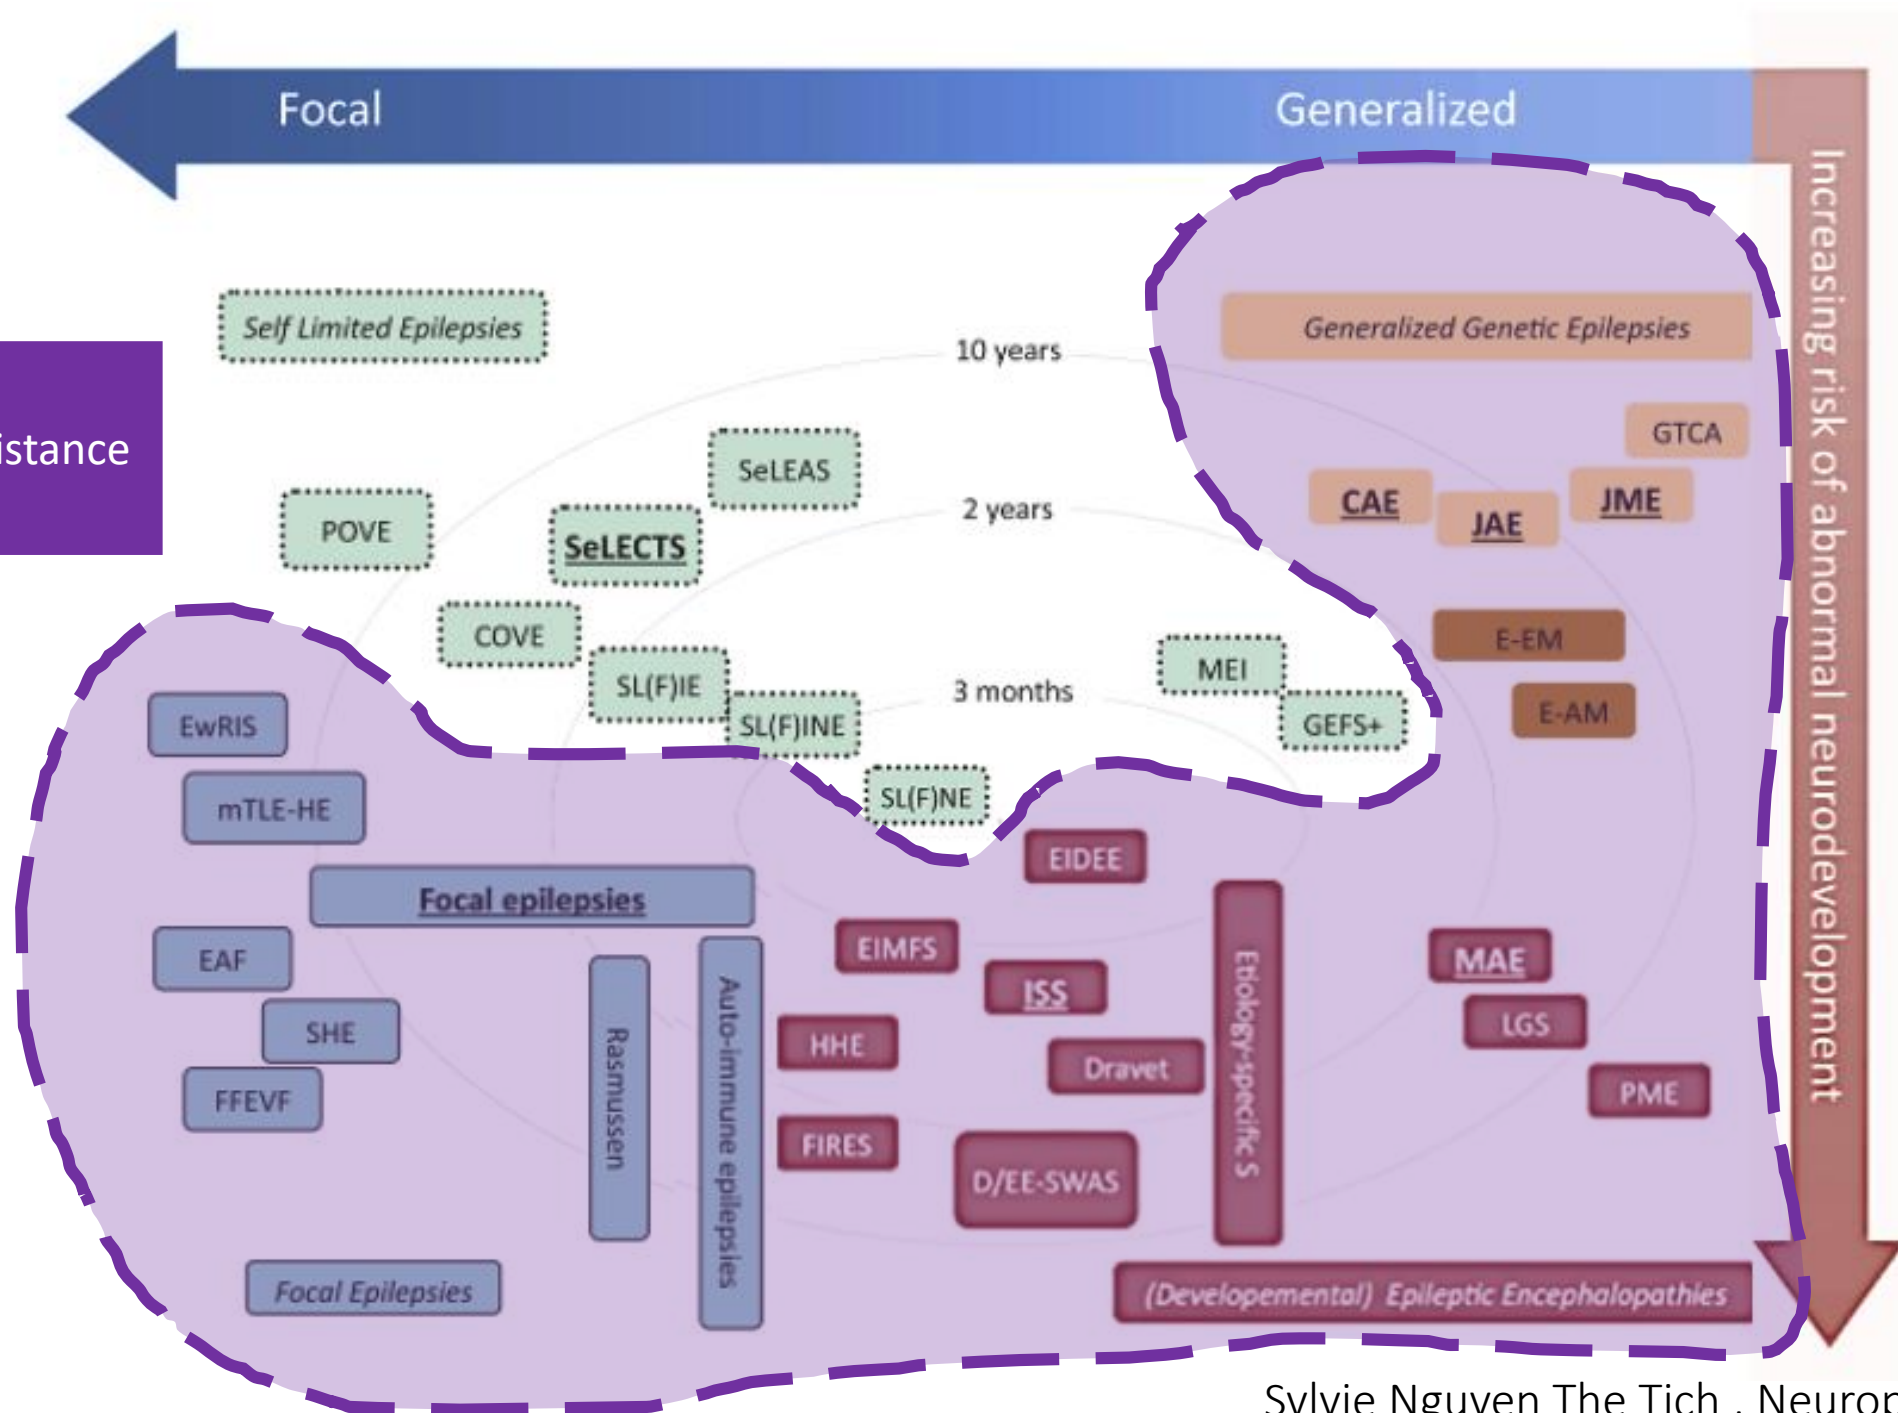 Focal
Generalized
Increasing risk of abnormal neurodevelopment
Self Limited Epilepsies
10 years
Generalized Genetic Epilepsies
istance
GTCA
SeLEAS
2 years
CAE
JAE
JME
POVE
SeLECTS
COVE
E-EM
SL(F)IE
MEI
3 months
SL(F)INE
GEFS+
E-AM
EwRIS
mTLE-HE
SL(F)NE
EIDEE
Focal epilepsies
EAF
EIMFS
MAE
ISS
SHE
LGS
HHE
Rasmussen
Auto-immune epilepsies
Etiology-specific S
Dravet
FFEVF
PME
FIRES
D/EE-SWAS
Focal Epilepsies
(Developemental) Epileptic Encephalopathies
Sylvie Nguyen The Tich . Neurop